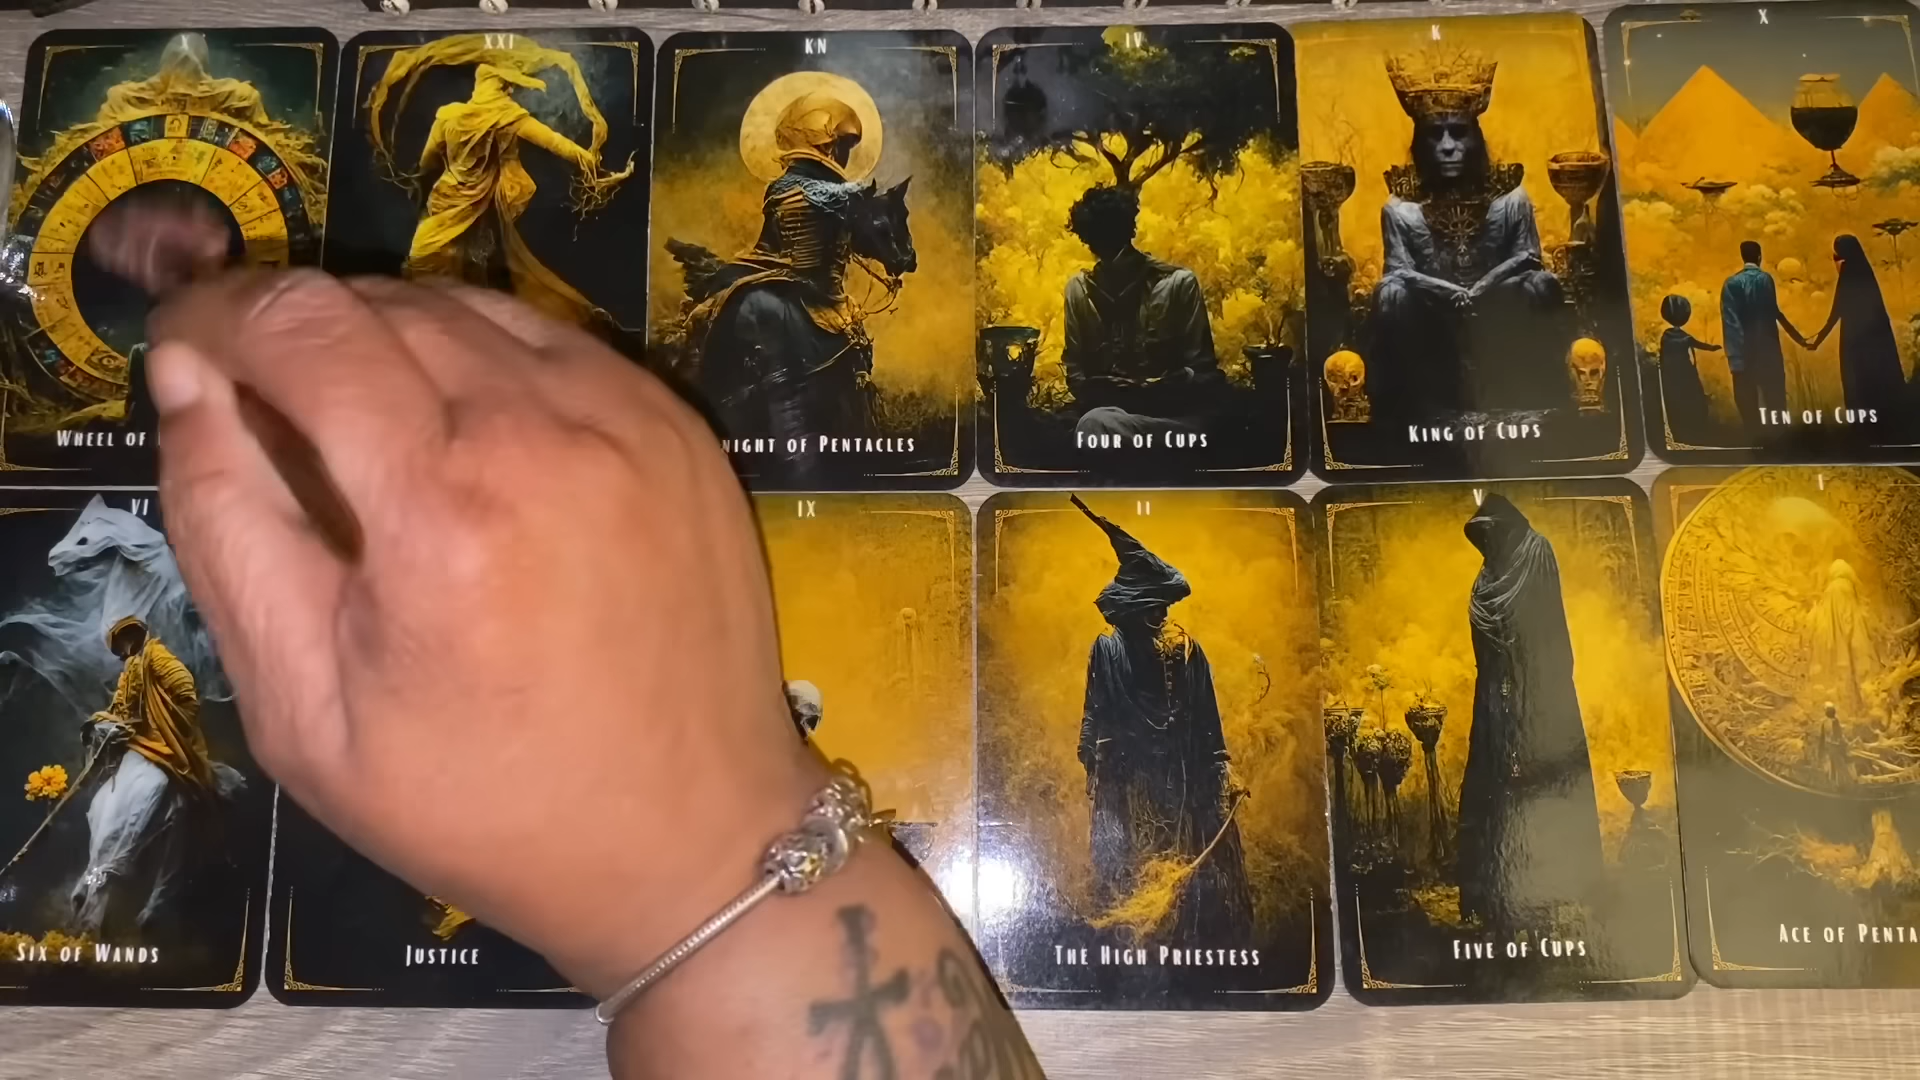 X
XXI
KN
IV
K
X
WHEEL OF
NIGHT OF PENTACLES
FOUR OF CUPS
KING OF CUPS
TEN OF CUPS
VI
IX
II
V
I
SIX OF WANDS
JUSTICE
THE HIGH PRIESTESS
FIVE OF CUPS
ACE OF PENTA